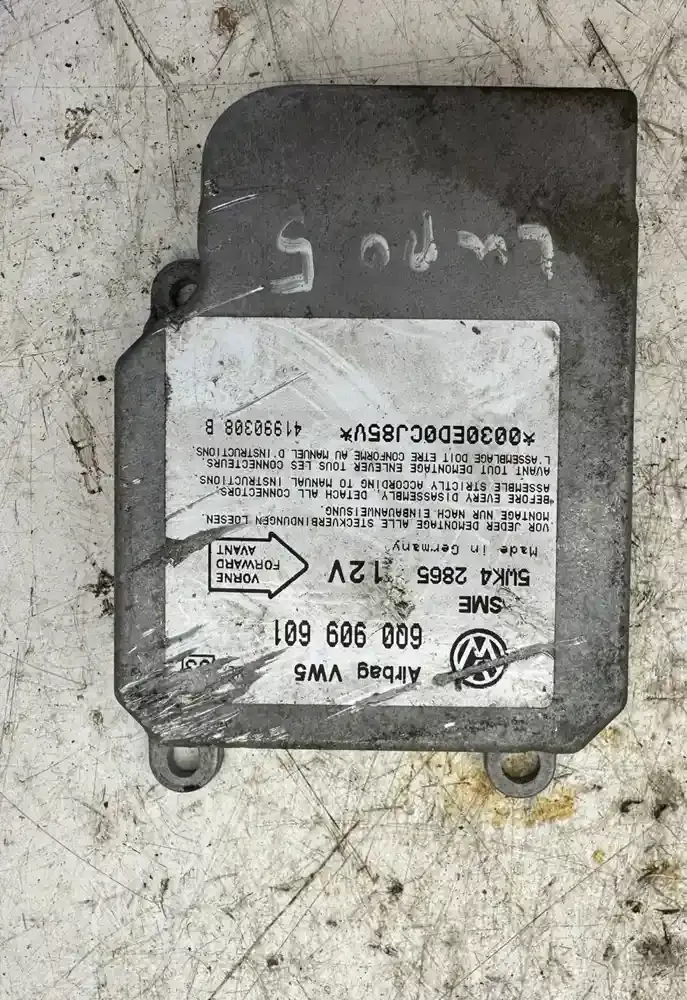 Airbag VW5
6Q0 909 601
SME
5WK4 2865 12V
VORNE
FORWARD
AVANT
Made in Germany
VOR JEDER DEMONTAGE ALLE STECKVERBINDUNGEN LOESEN.
MONTAGE NUR NACH EINBAUANWEISUNG.
BEFORE EVERY DISASSEMBLY, DETACH ALL CONNECTORS.
ASSEMBLE STRICTLY ACCORDING TO MANUAL INSTRUCTIONS.
AVANT TOUT DEMONTAGE ENLEVER TOUS LES CONNECTEURS.
L'ASSEMBLAGE DOIT ETRE CONFORME AU MANUEL D'INSTRUCTIONS.
*0030ED0CJ85V*
41990308 B